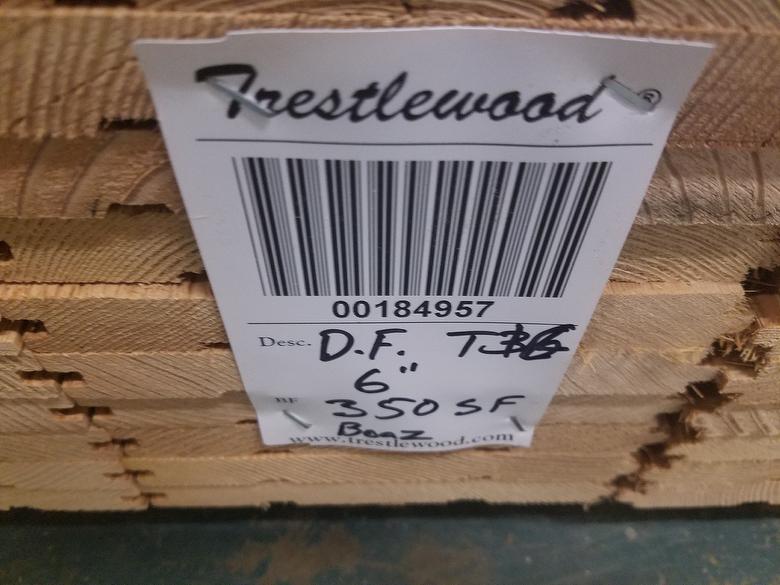 Trestlewood®
00184957
Desc. D.F. T&G
6"
BF 350 SF
Boaz
www.trestlewood.com